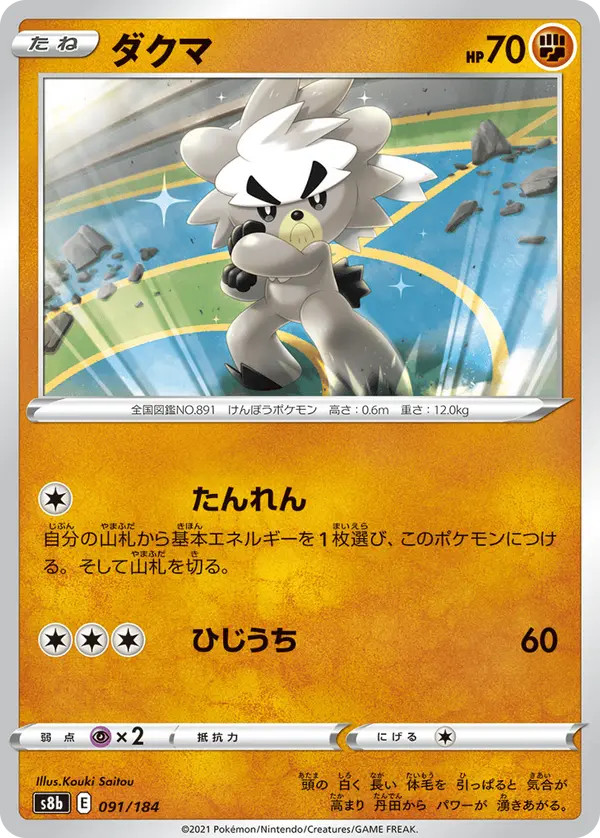 たね ダクマ HP70
全国図鑑NO.891 けんぽうポケモン 高さ：0.6m 重さ：12.0kg
たんれん
自分の山札から基本エネルギーを1枚選び、このポケモンにつけ
る。そして山札を切る。
ひじうち 60
弱点 ×2 抵抗力 にげる
Illus.Kouki Saitou
頭の 白く 長い 体毛を 引っぱると 気合が
高まり 丹田から パワーが 湧きあがる。
s8b E 091/184
©2021 Pokémon/Nintendo/Creatures/GAME FREAK.